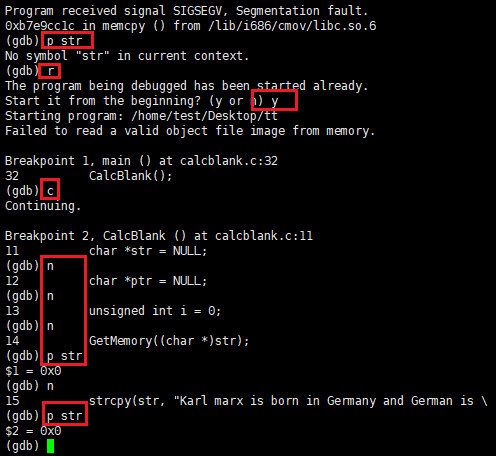 Program received signal SIGSEGV, Segmentation fault.
0xb7e9cc1c in memcpy () from /lib/i686/cmov/libc.so.6
(gdb) p str
No symbol "str" in current context.
(gdb) r
The program being debugged has been started already.
Start it from the beginning? (y or n) y
Starting program: /home/test/Desktop/tt
Failed to read a valid object file image from memory.

Breakpoint 1, main () at calcblank.c:32
32 CalcBlank();
(gdb) c
Continuing.

Breakpoint 2, CalcBlank () at calcblank.c:11
11 char *str = NULL;
(gdb) n
12 char *ptr = NULL;
(gdb) n
13 unsigned int i = 0;
(gdb) n
14 GetMemory((char *)str);
(gdb) p str
$1 = 0x0
(gdb) n
15 strcpy(str, "Karl marx is born in Germany and German is \
(gdb) p str
$2 = 0x0
(gdb)